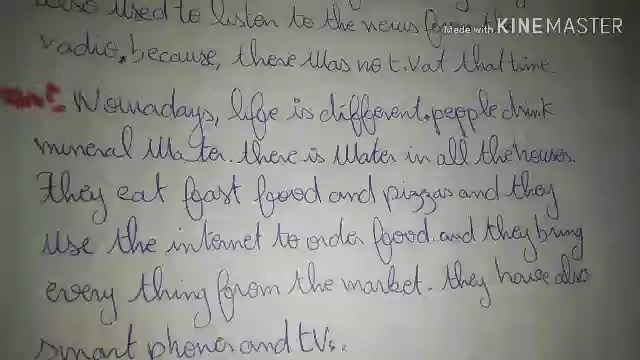 used to listen to the news from the
Made with KINEMASTER
radio, because, there was not t.v at that time.
Nowadays, life is different. people drink
mineral Water. there is Water in all the houses.
They eat fast food and pizzas and they
use the internet to order food. and they bring
every thing from the market. they have also
smart phones and tVs.